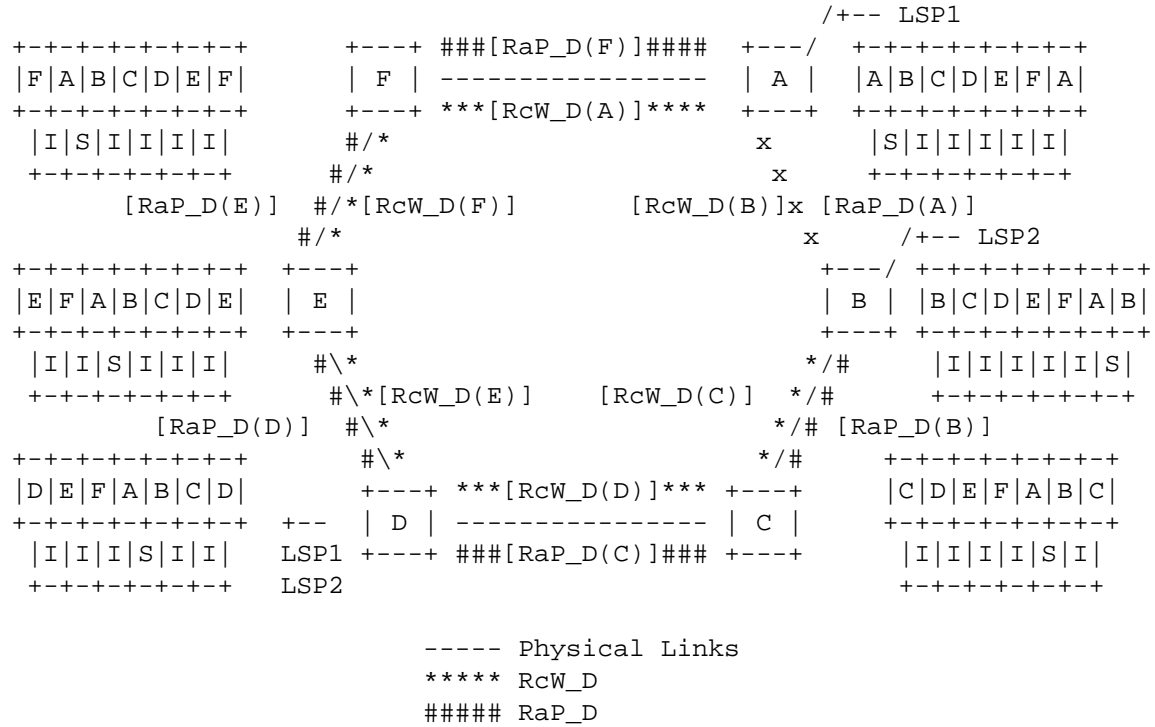 /+-- LSP1
+-+-+-+-+-+-+-+       +---+ ###[RaP_D(F)]####  +---/  +-+-+-+-+-+-+-+
|F|A|B|C|D|E|F|       | F | -----------------  | A |  |A|B|C|D|E|F|A|
+-+-+-+-+-+-+-+       +---+ ***[RcW_D(A)]****  +---+  +-+-+-+-+-+-+-+
 |I|S|I|I|I|I|        #/*                       x       |S|I|I|I|I|I|
 +-+-+-+-+-+-+       #/*                         x      +-+-+-+-+-+-+
       [RaP_D(E)]  #/*[RcW_D(F)]       [RcW_D(B)]x [RaP_D(A)]
                  #/*                              x     /+-- LSP2
+-+-+-+-+-+-+-+  +---+                              +---/ +-+-+-+-+-+-+-+
|E|F|A|B|C|D|E|  | E |                              | B | |B|C|D|E|F|A|B|
+-+-+-+-+-+-+-+  +---+                              +---+ +-+-+-+-+-+-+-+
 |I|I|S|I|I|I|     #\*                             */#     |I|I|I|I|I|S|
 +-+-+-+-+-+-+      #\*[RcW_D(E)]    [RcW_D(C)]  */#      +-+-+-+-+-+-+
         [RaP_D(D)]  #\*                        */# [RaP_D(B)]
+-+-+-+-+-+-+-+       #\*                      */#     +-+-+-+-+-+-+-+
|D|E|F|A|B|C|D|       +---+ ***[RcW_D(D)]*** +---+     |C|D|E|F|A|B|C|
+-+-+-+-+-+-+-+  +--  | D | ---------------- | C |     +-+-+-+-+-+-+-+
 |I|I|I|S|I|I|   LSP1 +---+ ###[RaP_D(C)]### +---+      |I|I|I|I|S|I|
 +-+-+-+-+-+-+   LSP2                                   +-+-+-+-+-+-+
----- Physical Links
***** RcW_D
##### RaP_D